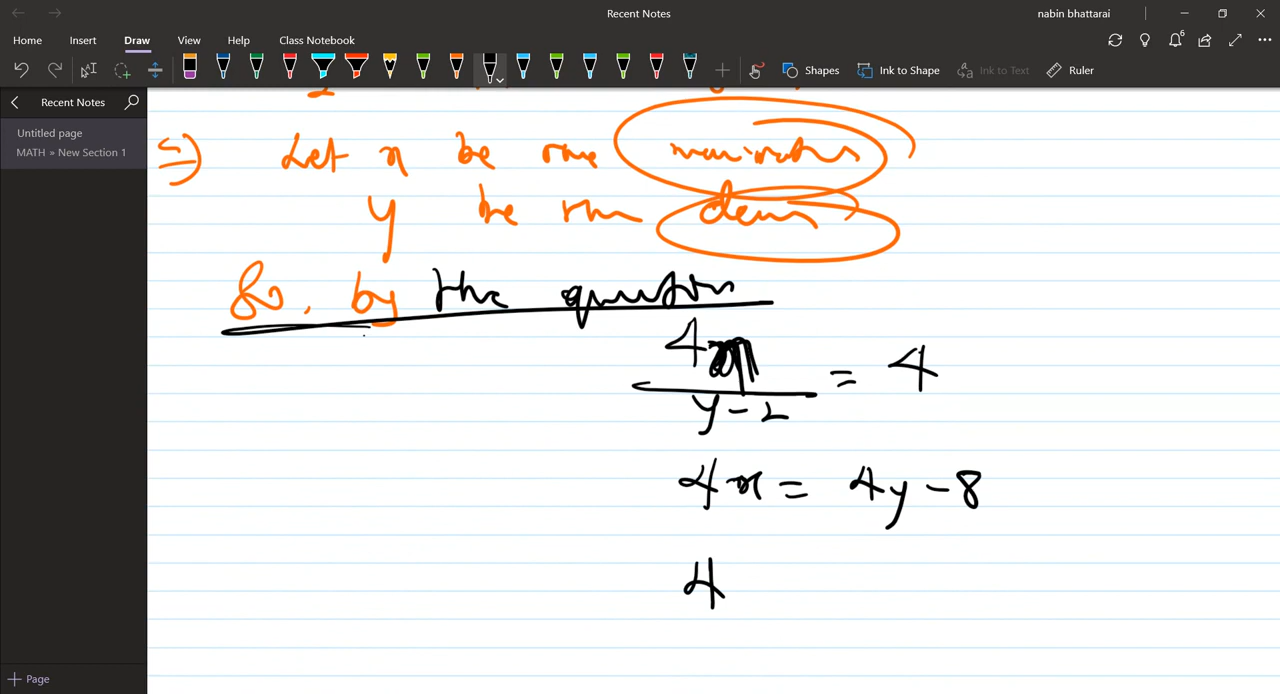 Recent Notes
nabin bhattarai
Home Insert Draw View Help Class Notebook
6
Shapes Ink to Shape Ink to Text Ruler
Recent Notes
Untitled page
MATH » New Section 1
Let x be the
y be the
So, by the question
4x
y - 2
= 4
4x = 4y - 8
4
Page